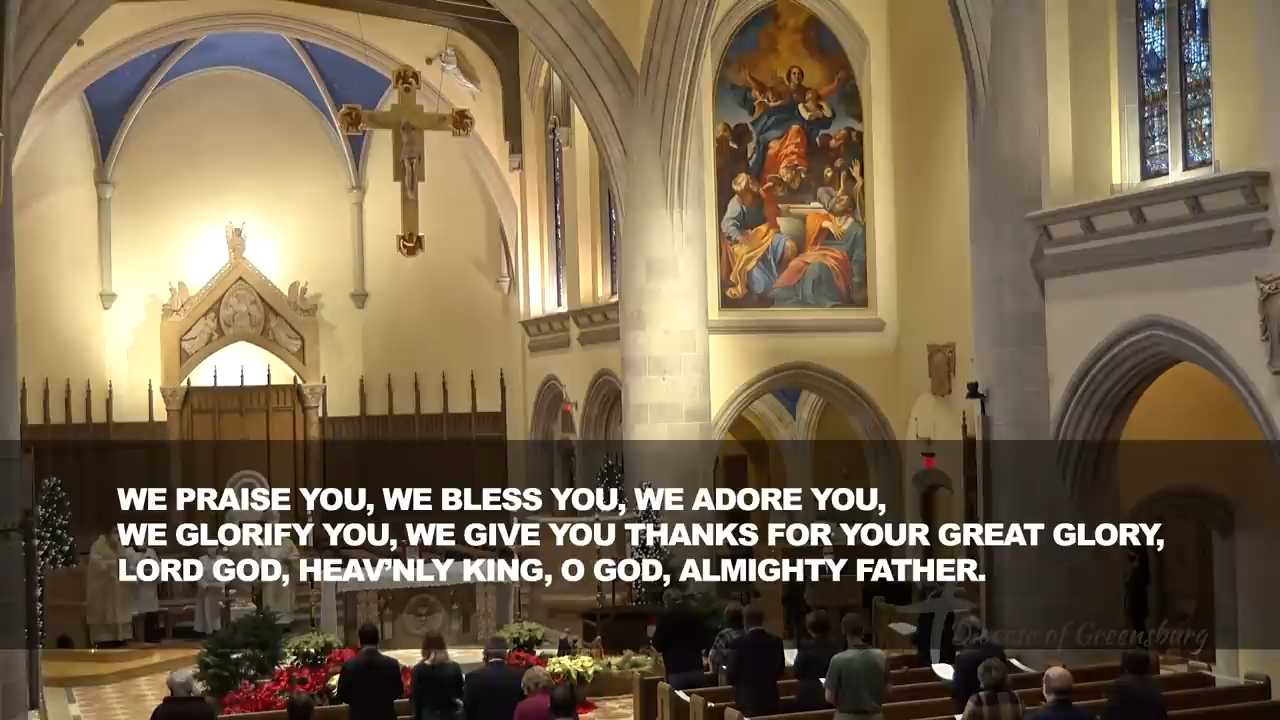 WE PRAISE YOU, WE BLESS YOU, WE ADORE YOU,
WE GLORIFY YOU, WE GIVE YOU THANKS FOR YOUR GREAT GLORY,
LORD GOD, HEAV'NLY KING, O GOD, ALMIGHTY FATHER.
Diocese of Greensburg